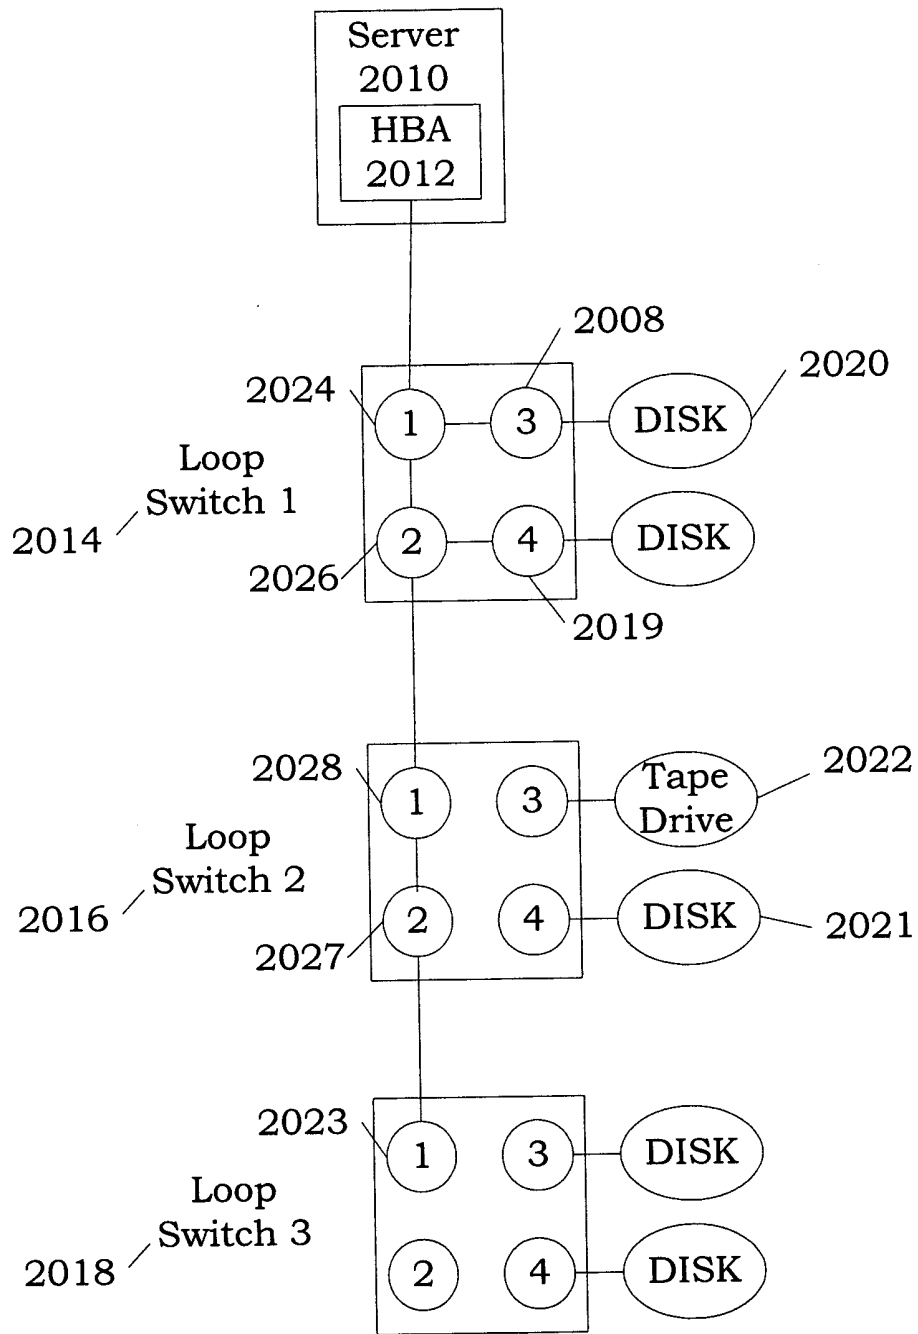 Server
2010
HBA
2012
2008
2024
2020
1
3
DISK
Loop
Switch 1
2014
2
4
DISK
2026
2019
2028
2022
1
3
Tape
Drive
Loop
Switch 2
2016
2
4
DISK
2021
2027
2023
1
3
DISK
Loop
Switch 3
2018
2
4
DISK